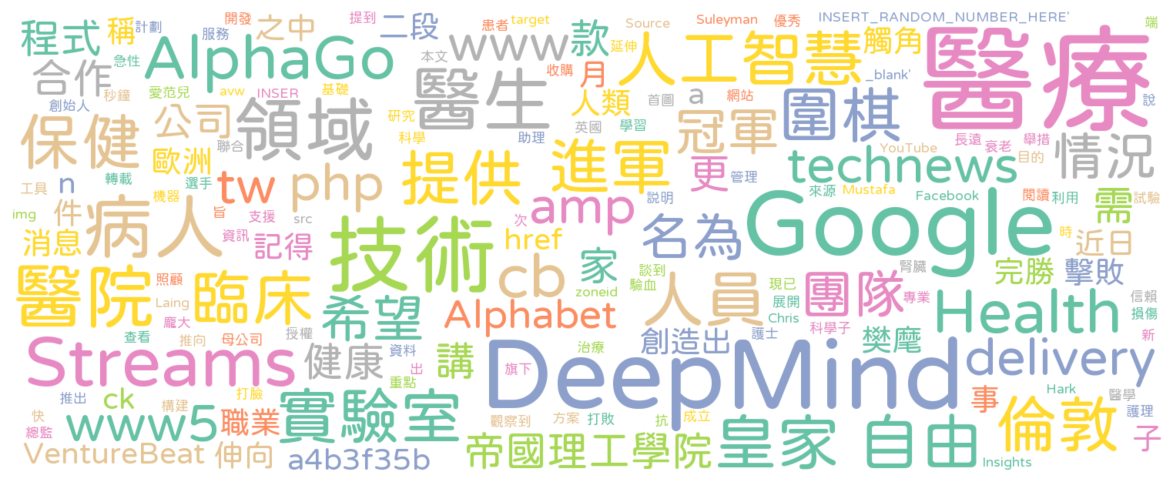 開發 提到 二段 患者 target Source Suleyman 優秀 INSERT_RANDOM_NUMBER_HERE' 端
程式 稱 計劃 服務 之中 AlphaGo 本文 www 款 延伸 人工智慧 觸角 _blank' 醫療
合作 急性 秒鐘 愛范兒 avw INSER 基礎 醫生 收購 月 人類 首圖 a 網站 圍棋 說
創始人 保健 公司 聯合 領域 研究 科學 助理 英國 學習 冠軍 YouTube 長遠 衰老 舉措 目的 情況
歐洲 轉載 選手 工具 n 機器 tw php 提供 進軍 更 管理 technews 來源 Mustafa Facebook 閱讀 利用 需 試驗
img 件 病人 旨 支援 src 技術 次 amp 説明 名為 Google 時 近日
消息 資訊 記得 href 家 談到 驗血 腎臟 完勝 擊敗
醫院 照顧 臨床 希望 cb zoneid 人員 現已 展開 團隊 專業 信賴 損傷
Laing 龐大 查看 推向 母公司 授權 Alphabet 創造出 護士 Chris 科學子 樊麾 Health 新
Streams 健康 資料 出 重點 講 旗下 治療 DeepMind delivery Hark 醫學
推出 ck 構建 打臉 觀察到 方案 打敗 抗 成立 事 護理
快 總監 www5 職業 實驗室 皇家 自由 倫敦 子
VentureBeat 伸向 a4b3f35b 帝國理工學院 Insights